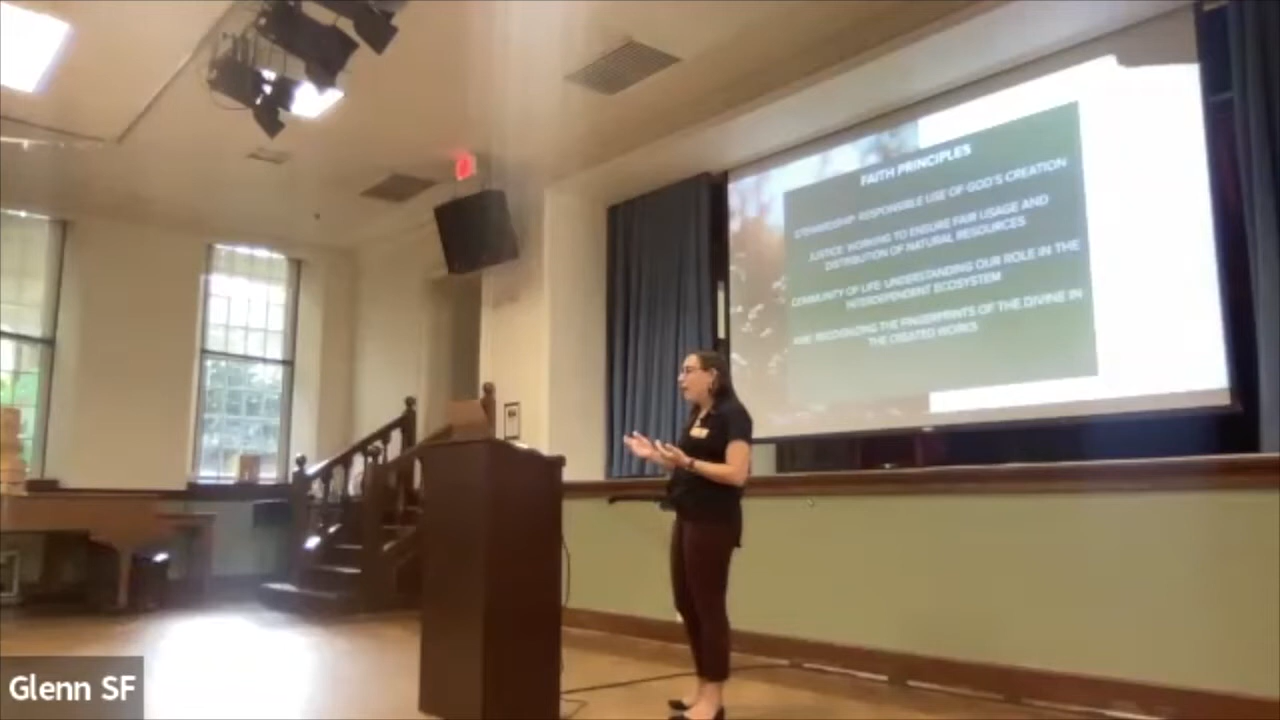 FAITH PRINCIPLES
STEWARDSHIP: RESPONSIBLE USE OF GOD'S CREATION
JUSTICE: WORKING TO ENSURE FAIR USAGE AND
DISTRIBUTION OF NATURAL RESOURCES
COMMUNITY OF LIFE: UNDERSTANDING OUR ROLE IN THE
INTERDEPENDENT ECOSYSTEM
AWE: RECOGNIZING THE FINGERPRINTS OF THE DIVINE IN
THE CREATED WORKS
Glenn SF